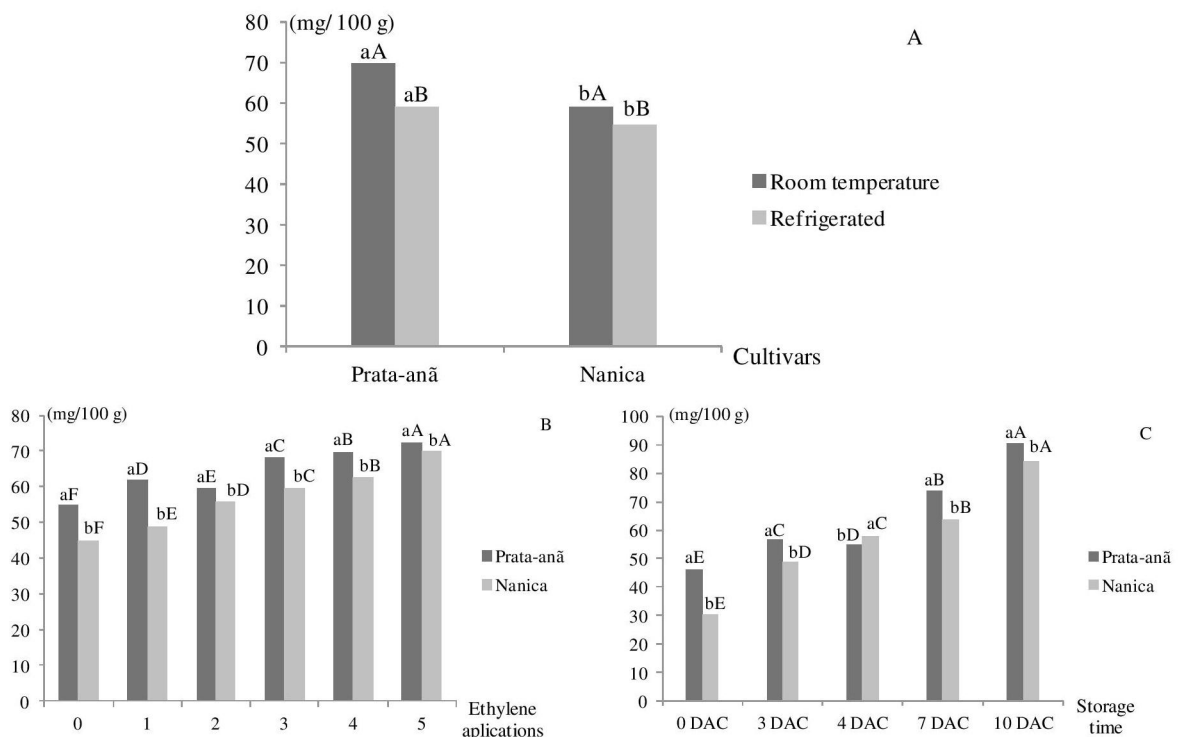 (mg/ 100 g)
A
80
70
60
50
40
30
20
10
0
aA
aB
bA
bB
Room temperature
Refrigerated
Prata-anã
Nanica
Cultivars
(mg/100 g)
B
80
70
60
50
40
30
20
10
0
aF
bF
aD
bE
aE
bD
aC
bC
aB
bB
aA
bA
Prata-anã
Nanica
0
1
2
3
4
5
Ethylene
aplications
(mg/100 g)
C
100
90
80
70
60
50
40
30
20
10
0
aE
bE
aC
bD
bD
aC
aB
bB
aA
bA
Prata-anã
Nanica
0 DAC
3 DAC
4 DAC
7 DAC
10 DAC
Storage
time